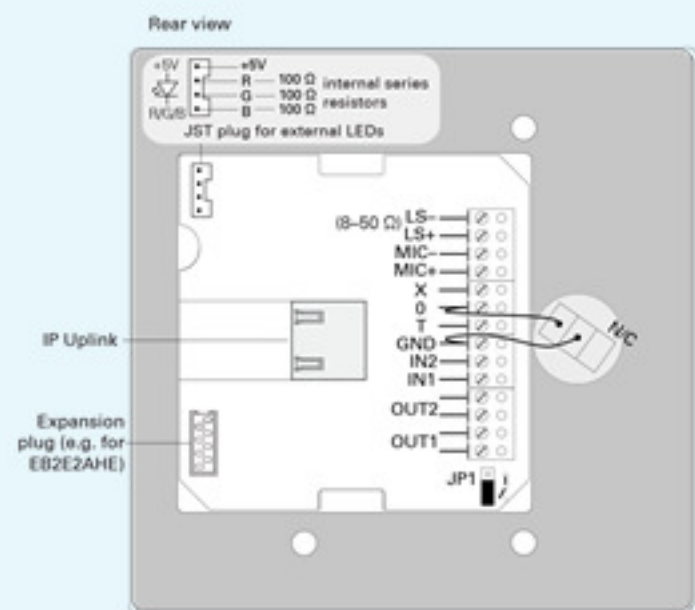 Rear view
+5V
+5V
R 100 Ω internal series
G 100 Ω resistors
B 100 Ω
R/G/B
JST plug for external LEDs
(8–50 Ω) LS–
LS+
MIC–
MIC+
X
0
T
GND
IN2
IN1
OUT2
OUT1
JP1
N/C
IP Uplink
Expansion
plug (e.g. for
EB2E2AHE)